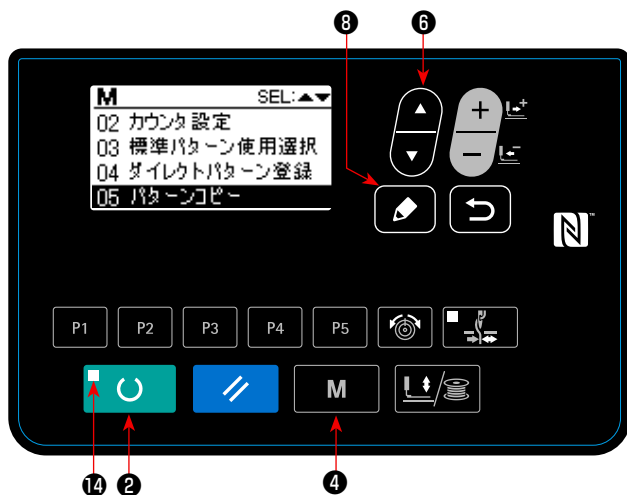 ❽ ❻
M SEL:▲▼
02 カウンタ設定
03 標準パターン使用選択
04 ダイレクトパターン登録
05 パターンコピー
+ +
− −
N™
P1 P2 P3 P4 P5
M
⓮ ❷ ❹